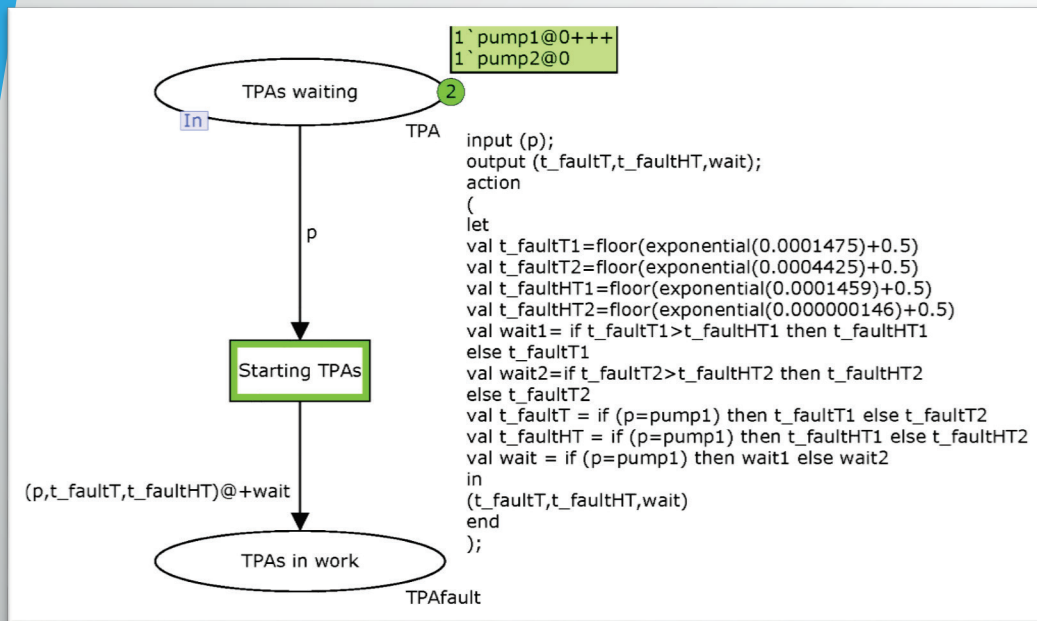 1`pump1@0+++
1`pump2@0
TPAs waiting
2
In
TPA
input (p);
output (t_faultT,t_faultHT,wait);
action
(
let
val t_faultT1=floor(exponential(0.0001475)+0.5)
val t_faultT2=floor(exponential(0.0004425)+0.5)
val t_faultHT1=floor(exponential(0.0001459)+0.5)
val t_faultHT2=floor(exponential(0.000000146)+0.5)
val wait1= if t_faultT1>t_faultHT1 then t_faultHT1
else t_faultT1
val wait2=if t_faultT2>t_faultHT2 then t_faultHT2
else t_faultT2
val t_faultT = if (p=pump1) then t_faultT1 else t_faultT2
val t_faultHT = if (p=pump1) then t_faultHT1 else t_faultHT2
val wait = if (p=pump1) then wait1 else wait2
in
(t_faultT,t_faultHT,wait)
end
);
p
Starting TPAs
(p,t_faultT,t_faultHT)@+wait
TPAs in work
TPAfault